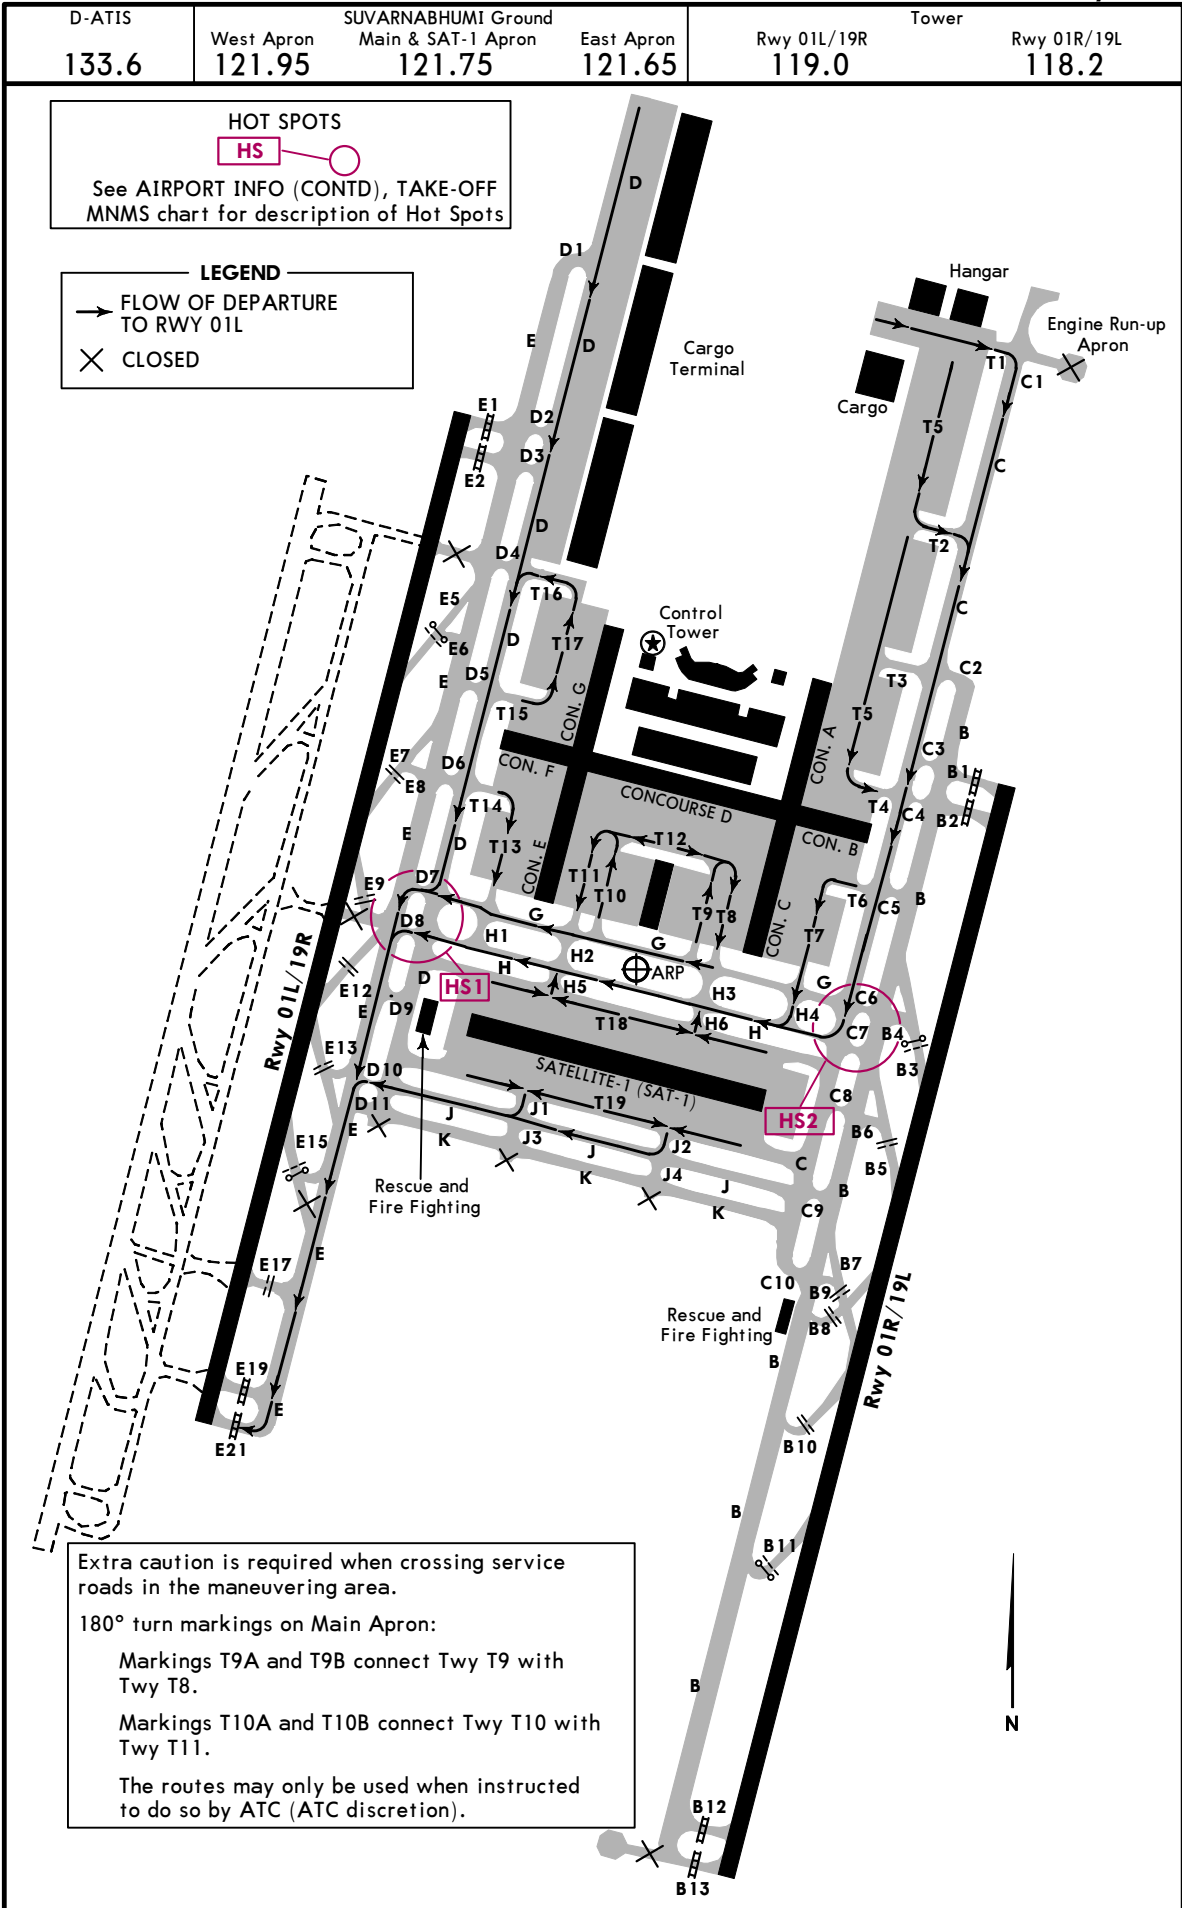 D-ATIS
133.6
SUVARNABHUMI Ground
West Apron
121.95
Main & SAT-1 Apron
121.75
East Apron
121.65
Tower
Rwy 01L/19R
119.0
Rwy 01R/19L
118.2
HOT SPOTS
HS
See AIRPORT INFO (CONTD), TAKE-OFF
MNMS chart for description of Hot Spots
LEGEND
FLOW OF DEPARTURE
TO RWY 01L
CLOSED
D
D1
E
D
Cargo
Terminal
Hangar
Engine Run-up
Apron
T1
C1
Cargo
E1
D2
D3
E2
T5
C
D
D4
T2
T16
E5
C
Control
Tower
E6
D
T17
E
D5
T15
CON. G
T3
C2
T5
B
CON. A
C3
E7
D6
CON. F
E8
B1
CONCOURSE D
T14
T4
C4
B2
E
D
T13
CON. E
T12
CON. B
E9
D7
T11
T10
T9
T8
CON. C
T6
C5
B
D8
G
H1
H2
G
T7
H
HS1
ARP
H5
H3
G
C6
E12
D
D9
E
T18
H6
H
H4
C7
B4
B3
Rwy 01L/19R
E13
D10
D11
SATELLITE-1 (SAT-1)
T19
C8
HS2
J1
J
K
J3
E
E15
J2
J
K
J4
J
K
C
B6
B5
B
C9
Rescue and
Fire Fighting
E
E17
B7
C10
B9
B8
Rescue and
Fire Fighting
B
Rwy 01R/19L
E19
E
E21
B10
B
B11
Extra caution is required when crossing service
roads in the maneuvering area.
180° turn markings on Main Apron:
Markings T9A and T9B connect Twy T9 with
Twy T8.
Markings T10A and T10B connect Twy T10 with
Twy T11.
The routes may only be used when instructed
to do so by ATC (ATC discretion).
B
N
B12
B13